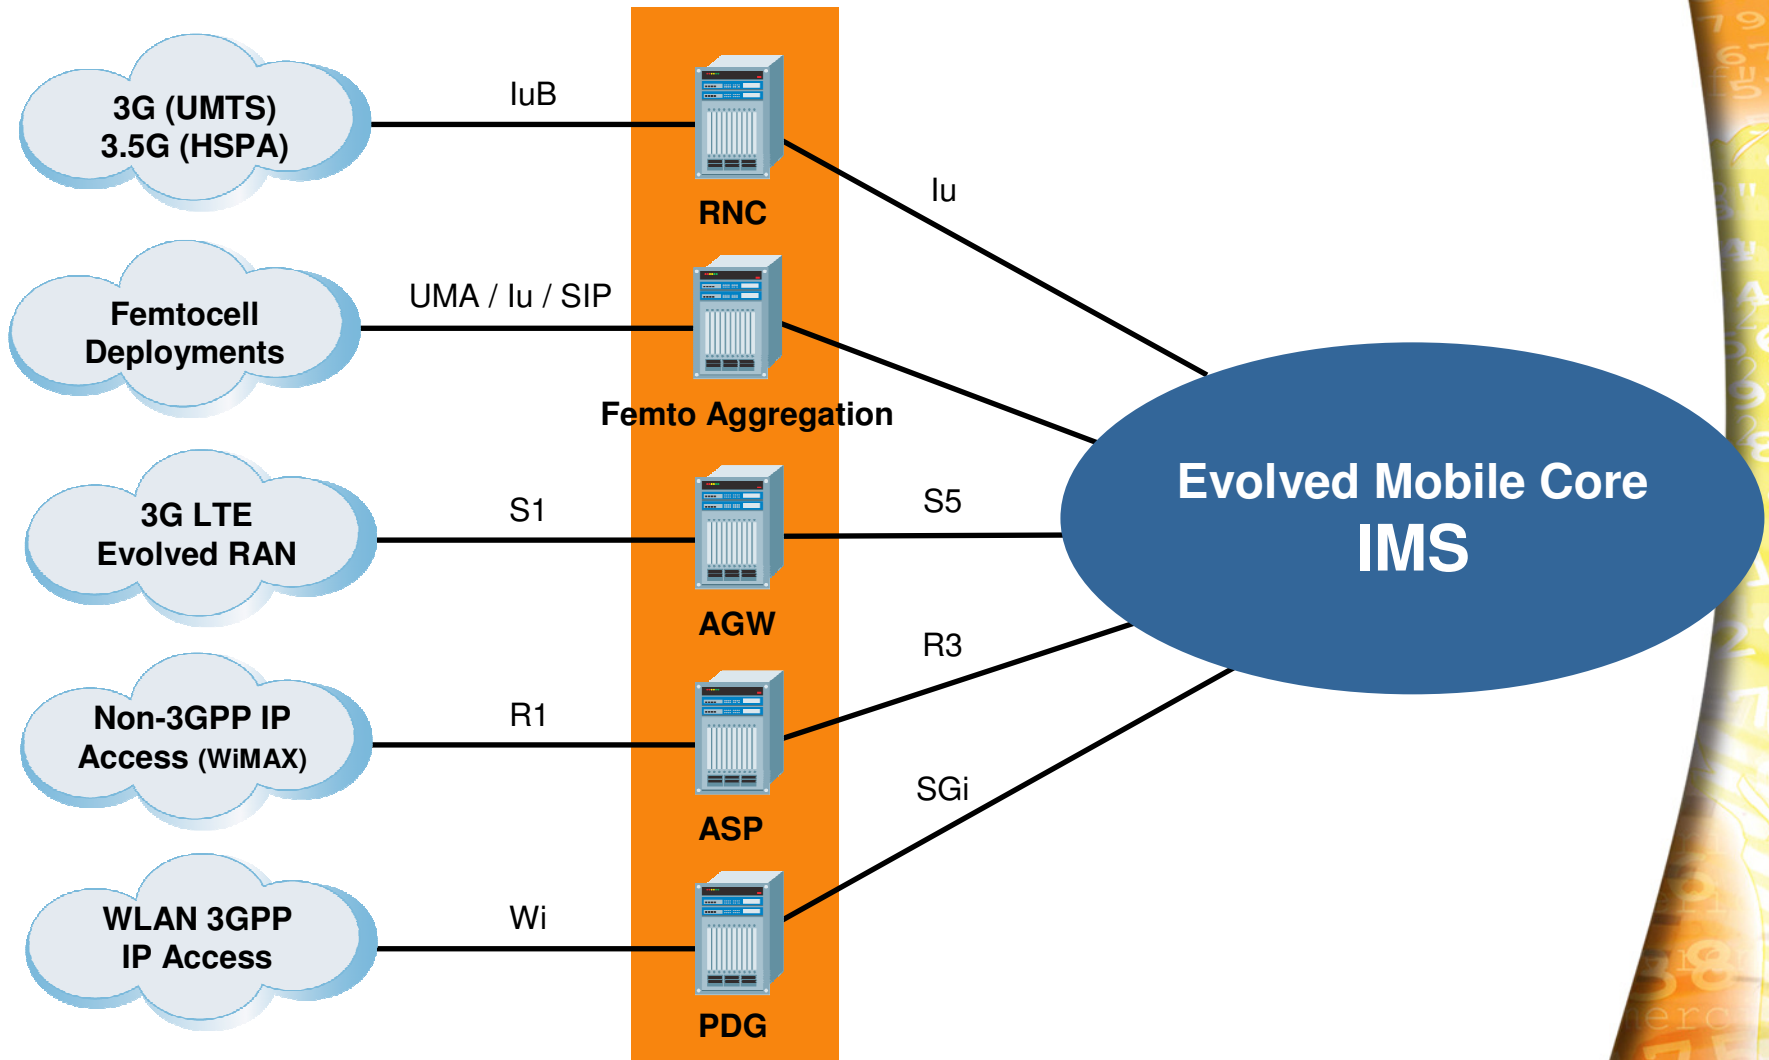 3G (UMTS)
3.5G (HSPA)
IuB
RNC
Iu
Femtocell
Deployments
UMA / Iu / SIP
Femto Aggregation
3G LTE
Evolved RAN
S1
AGW
S5
Evolved Mobile Core
IMS
Non-3GPP IP
Access (WiMAX)
R1
ASP
R3
WLAN 3GPP
IP Access
Wi
PDG
SGi